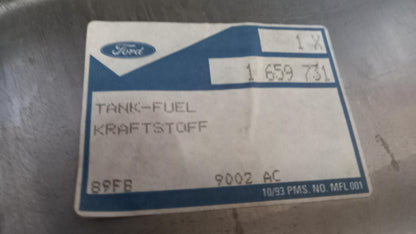 Ford
1 X
1 659 731
TANK-FUEL
KRAFTSTOFF
89FB 9002 AC
10/93 PMS. NO. MFL 001